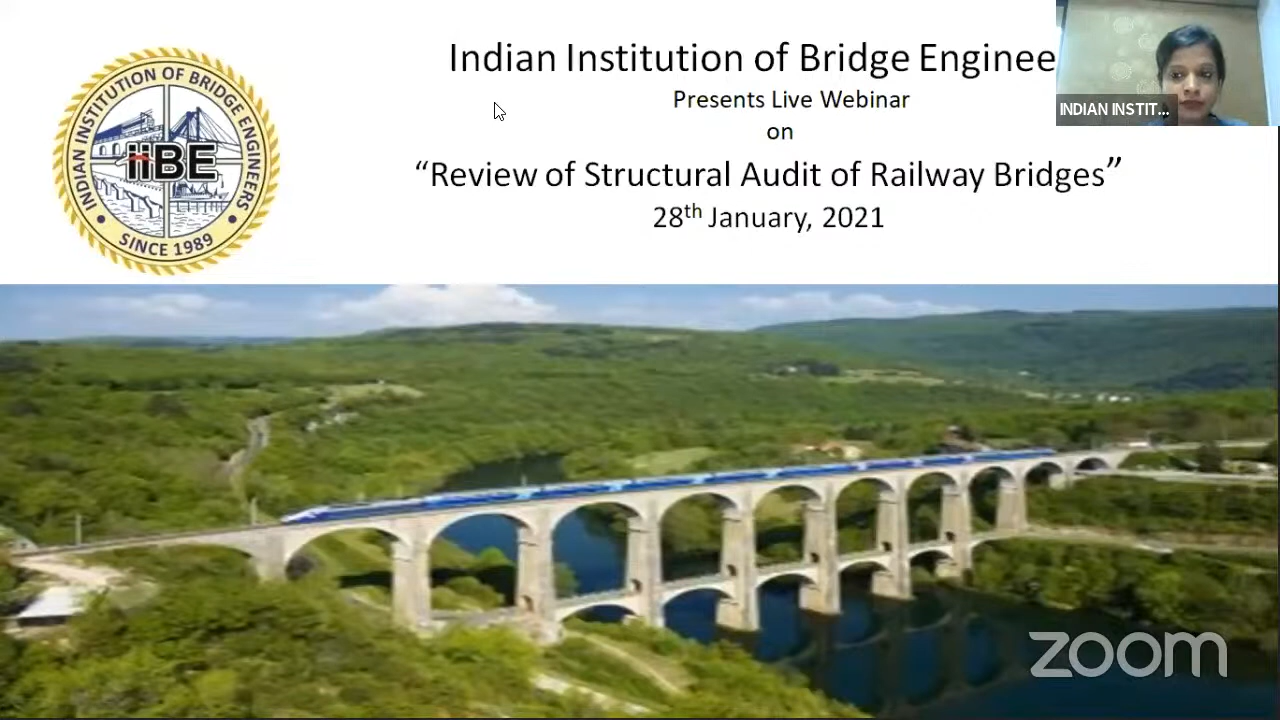 Indian Institution of Bridge Enginee
Presents Live Webinar
on
“Review of Structural Audit of Railway Bridges”
28th January, 2021
INDIAN INSTIT...
INDIAN INSTITUTION OF BRIDGE ENGINEERS
iiBE
SINCE 1989
zoom